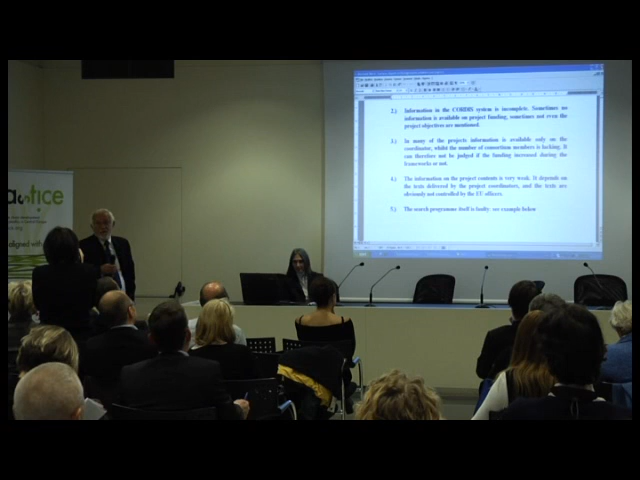 2.) Information in the CORDIS system is incomplete. Sometimes no
information is available on project funding, sometimes not even the
project objectives are mentioned.
3.) In many of the projects information is available only on the
coordinator, whilst the number of consortium members is lacking. It
can therefore not be judged if the funding increased during the
frameworks or not.
4.) The information on the project contents is very weak. It depends on
the texts delivered by the project coordinators, and the texts are
obviously not controlled by the EU officers.
5.) The search programme itself is faulty: see example below
stice
aligned with